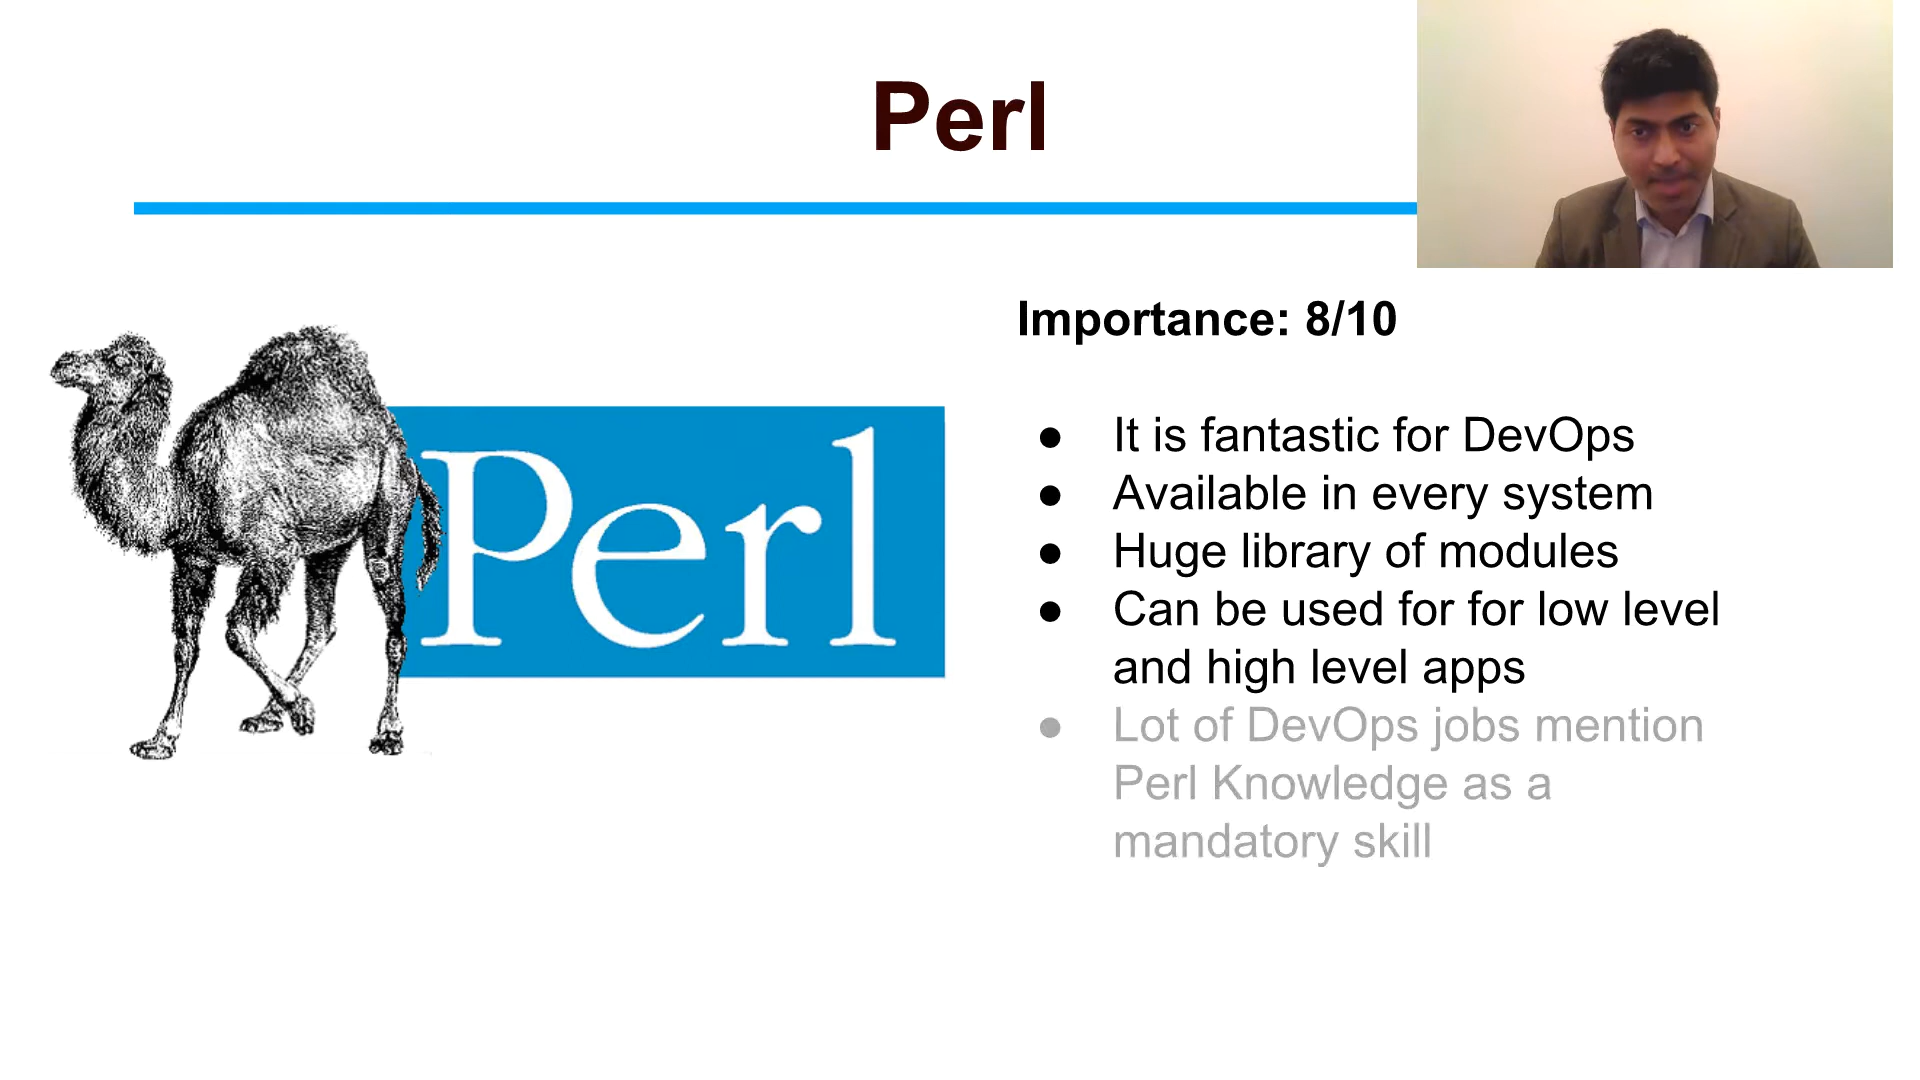 Perl
Perl
Importance: 8/10
● It is fantastic for DevOps
● Available in every system
● Huge library of modules
● Can be used for for low level
and high level apps
● Lot of DevOps jobs mention
Perl Knowledge as a
mandatory skill